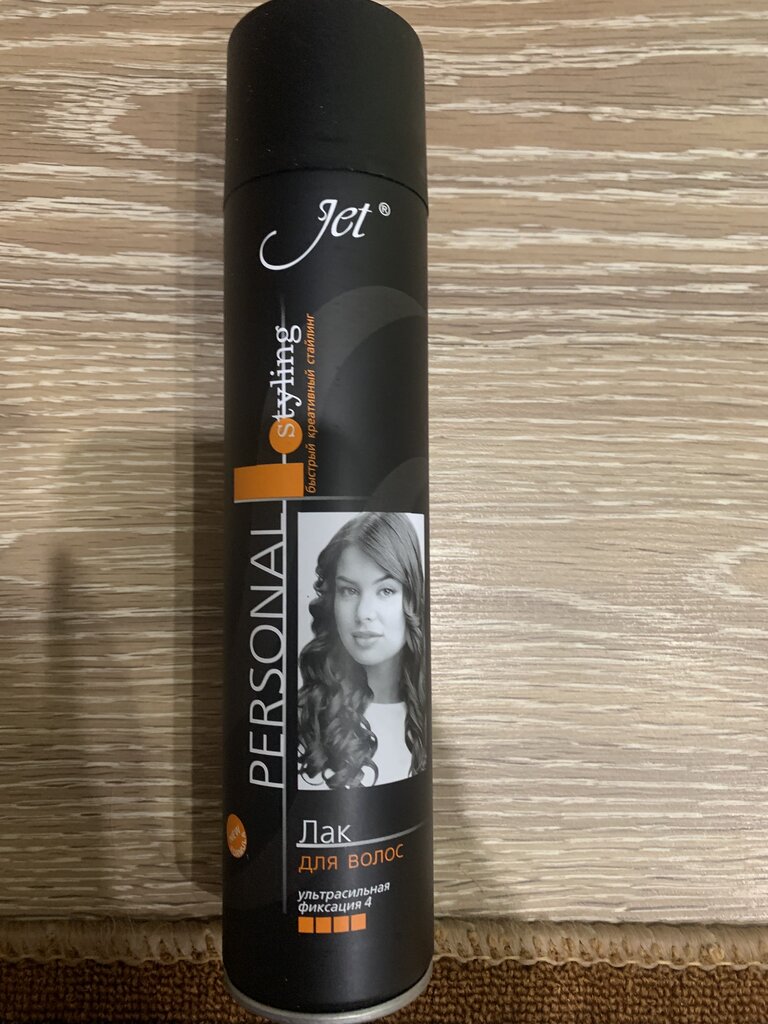 Jet®
styling
быстрый креативный стайлинг
PERSONAL
Лак
для волос
ультрасильная
фиксация 4